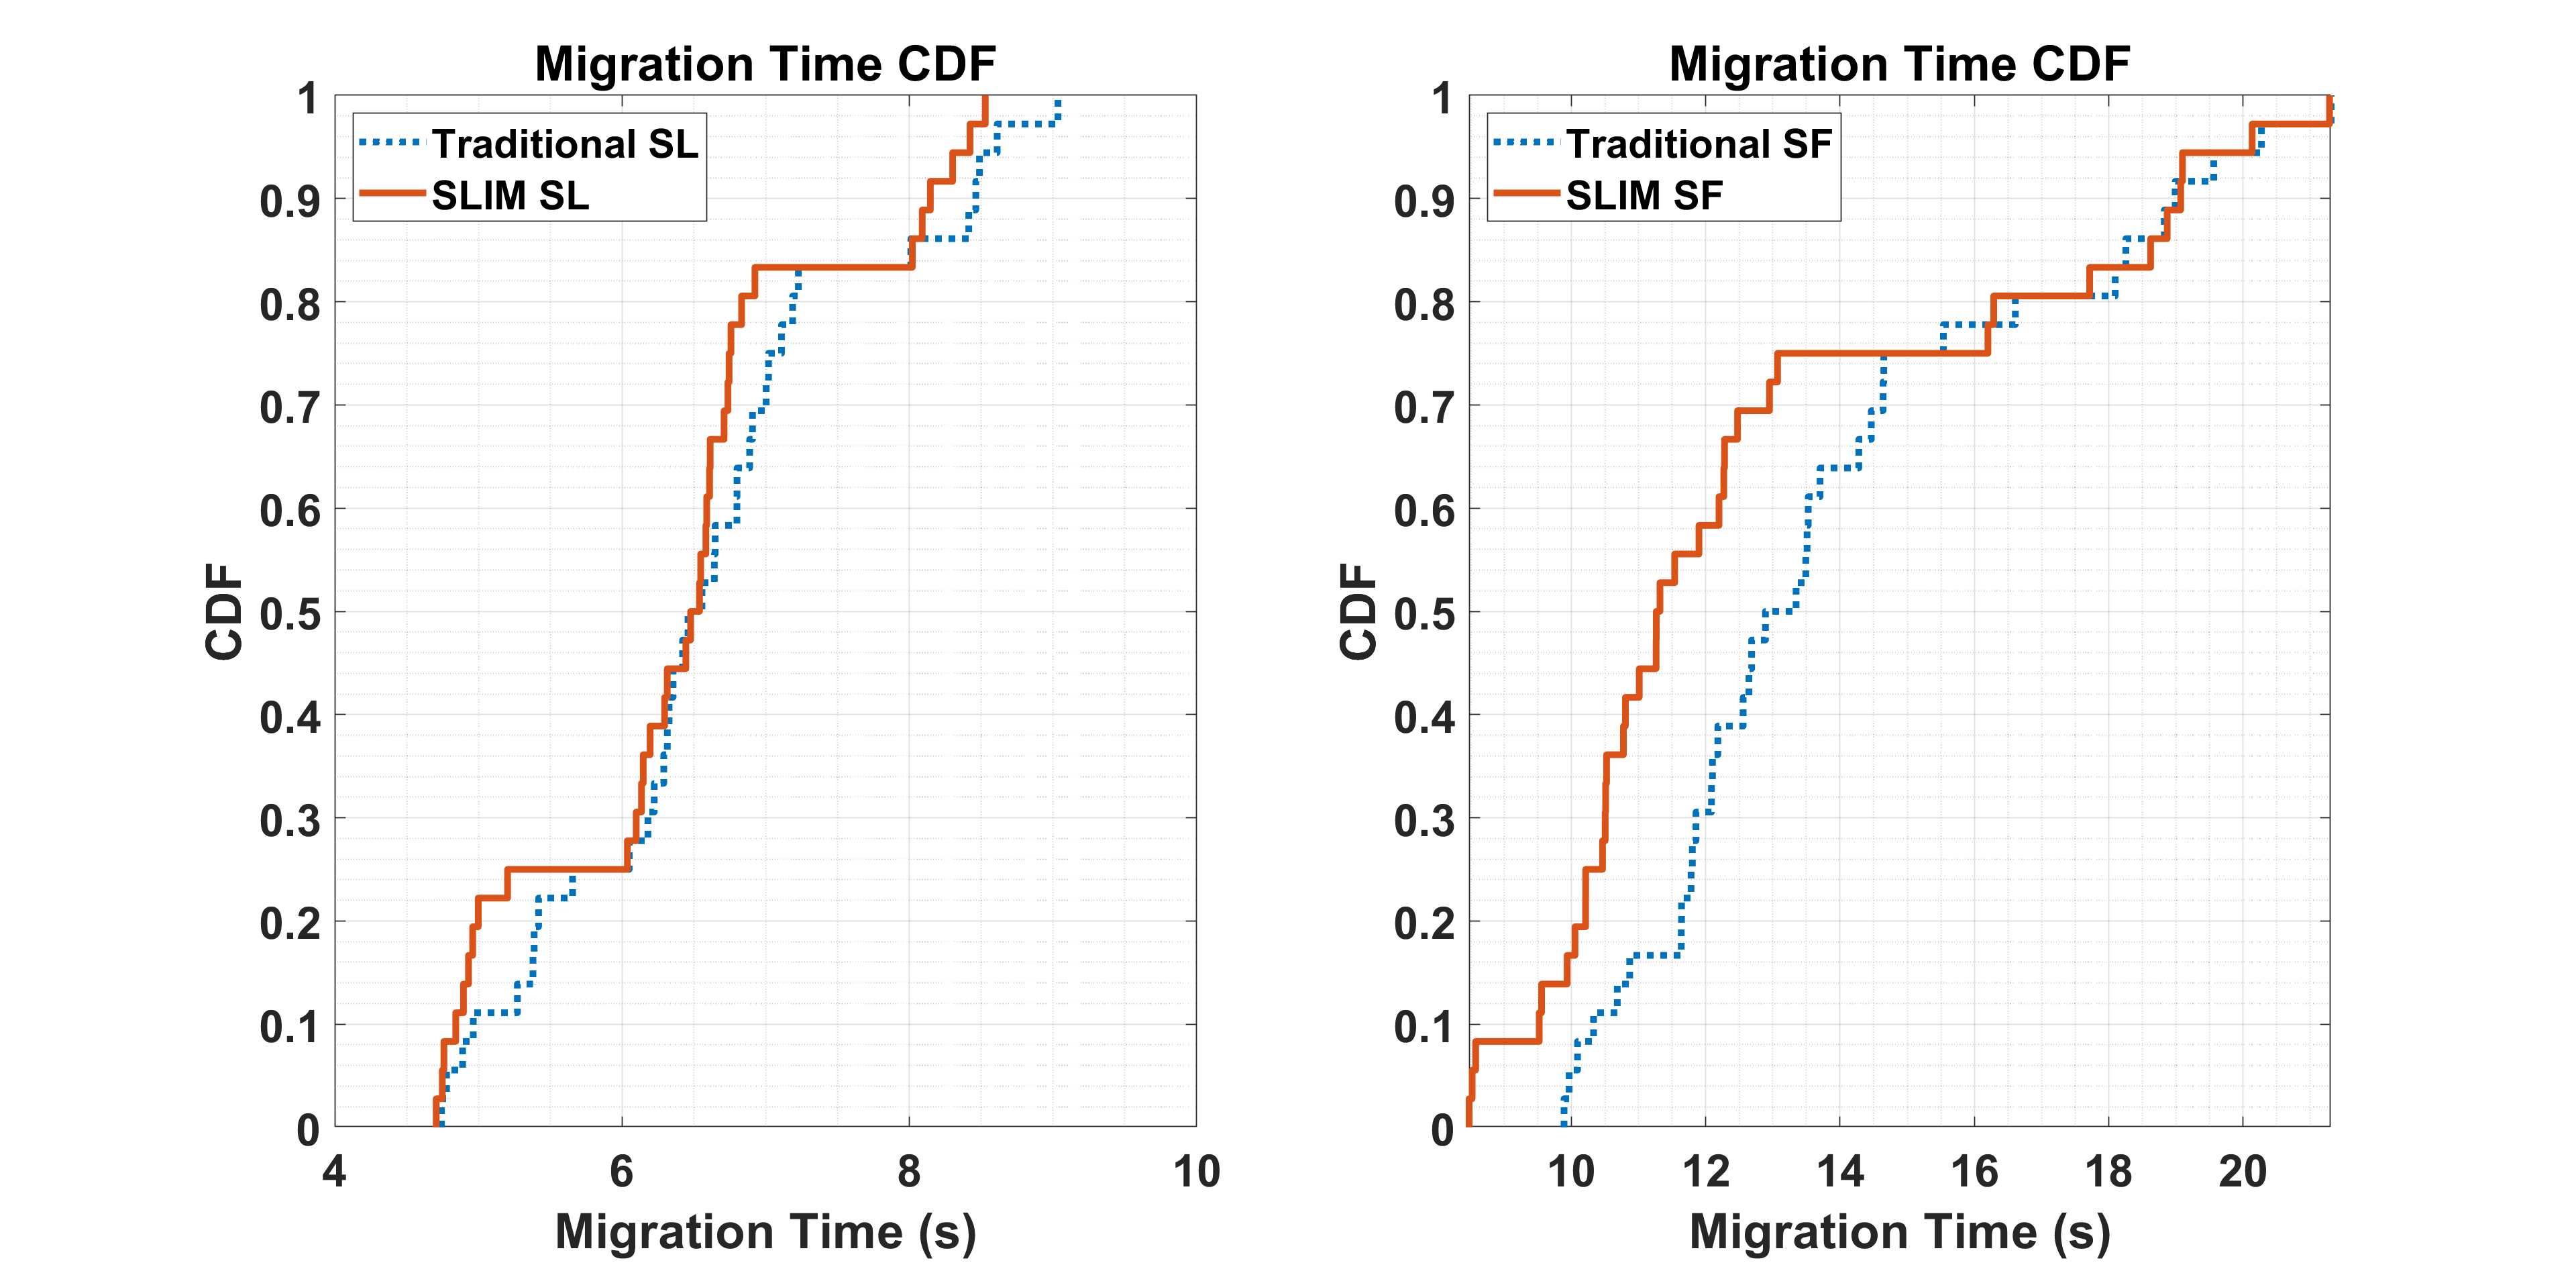 Migration Time CDF
1
0.9
0.8
0.7
0.6
0.5
0.4
0.3
0.2
0.1
0
CDF
Traditional SL
SLIM SL
4 6 8 10
Migration Time (s)
Migration Time CDF
1
0.9
0.8
0.7
0.6
0.5
0.4
0.3
0.2
0.1
0
CDF
Traditional SF
SLIM SF
10 12 14 16 18 20
Migration Time (s)